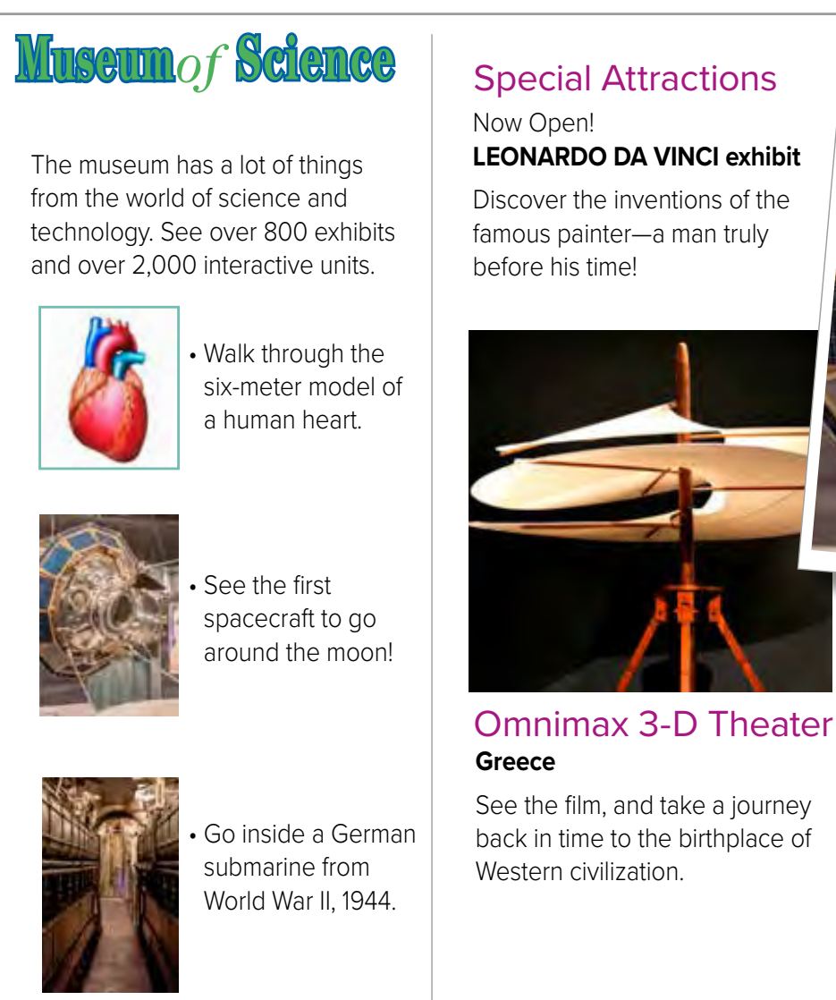 Museum of Science
The museum has a lot of things
from the world of science and
technology. See over 800 exhibits
and over 2,000 interactive units.
• Walk through the
six-meter model of
a human heart.
• See the first
spacecraft to go
around the moon!
• Go inside a German
submarine from
World War II, 1944.
Special Attractions
Now Open!
LEONARDO DA VINCI exhibit
Discover the inventions of the
famous painter—a man truly
before his time!
Omnimax 3-D Theater
Greece
See the film, and take a journey
back in time to the birthplace of
Western civilization.